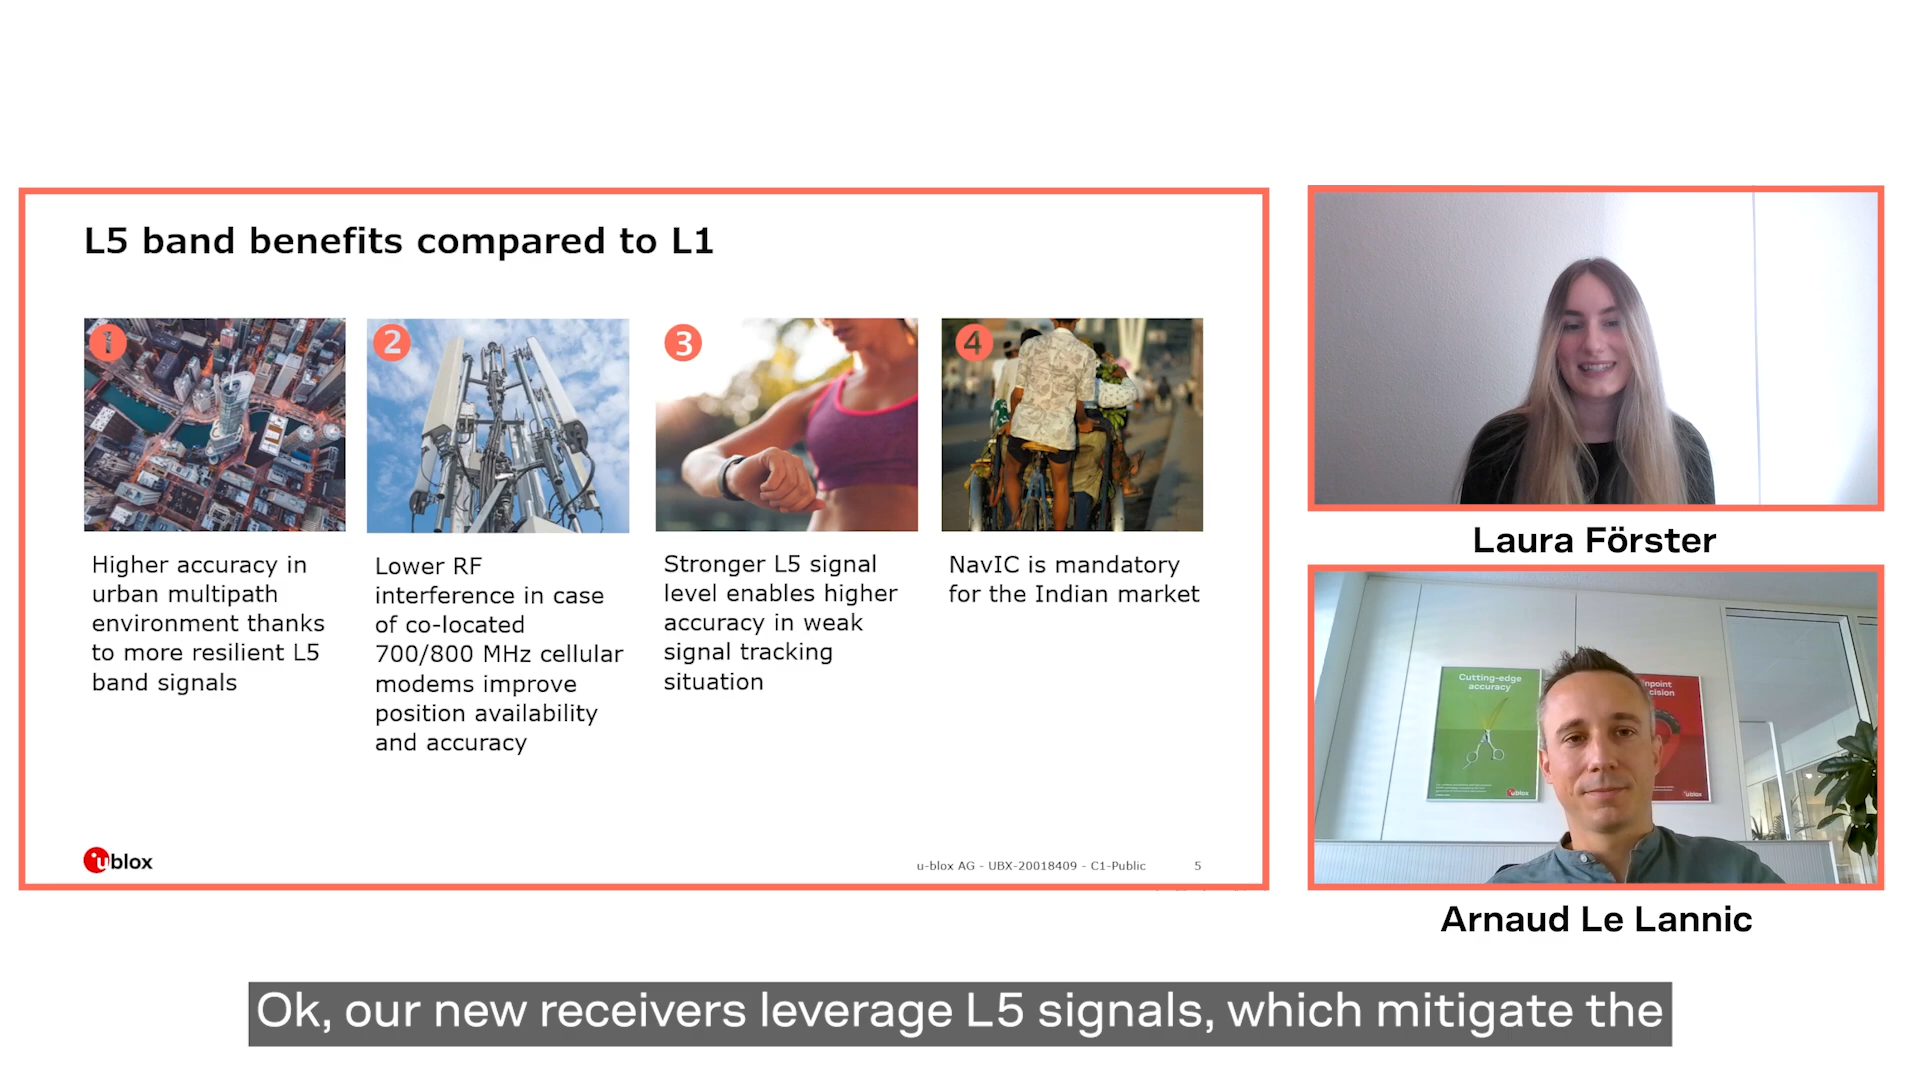 L5 band benefits compared to L1
1
2
3
4
Higher accuracy in
urban multipath
environment thanks
to more resilient L5
band signals
Lower RF
interference in case
of co-located
700/800 MHz cellular
modems improve
position availability
and accuracy
Stronger L5 signal
level enables higher
accuracy in weak
signal tracking
situation
NavIC is mandatory
for the Indian market
ublox
u-blox AG - UBX-20018409 - C1-Public
5
Laura Förster
Cutting-edge
accuracy
ublox
ublox
Arnaud Le Lannic
Ok, our new receivers leverage L5 signals, which mitigate the